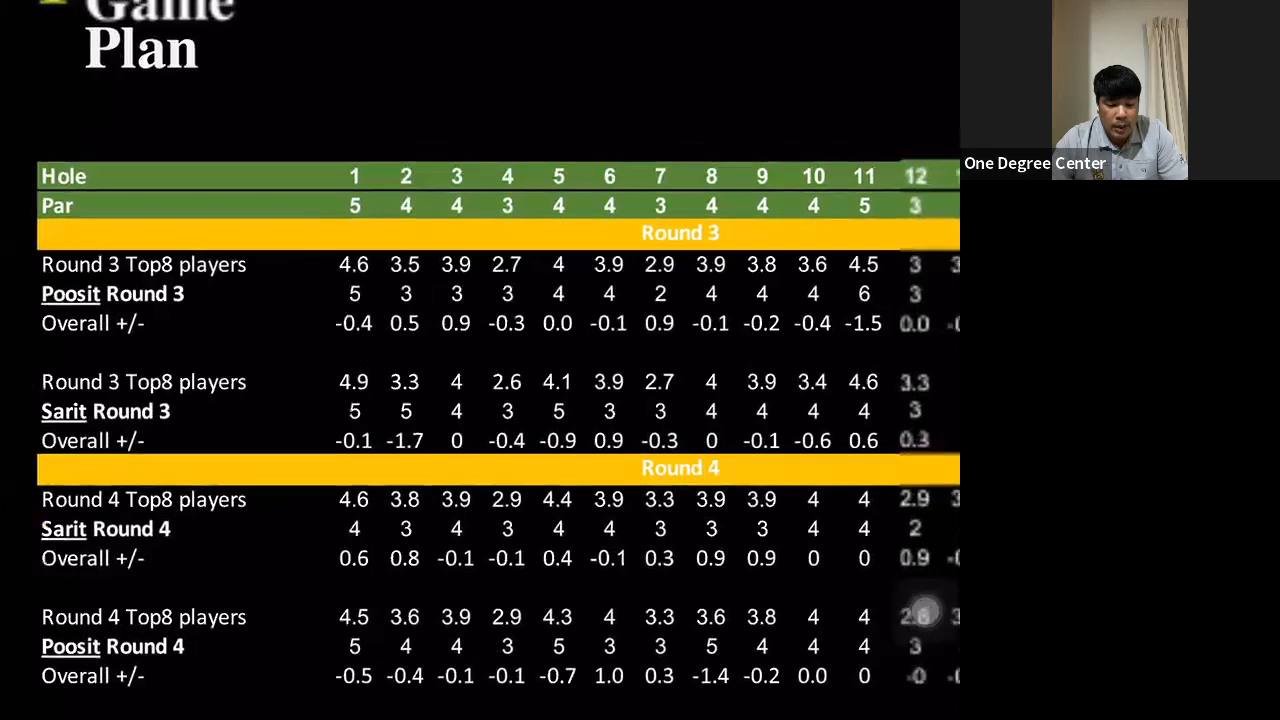 Game
Plan
One Degree Center
Hole 1 2 3 4 5 6 7 8 9 10 11 12
Par 5 4 4 3 4 4 3 4 4 4 5 3
Round 3
Round 3 Top8 players 4.6 3.5 3.9 2.7 4 3.9 2.9 3.9 3.8 3.6 4.5 3
Poosit Round 3 5 3 3 3 4 4 2 4 4 4 6 3
Overall +/- -0.4 0.5 0.9 -0.3 0.0 -0.1 0.9 -0.1 -0.2 -0.4 -1.5 0.0
Round 3 Top8 players 4.9 3.3 4 2.6 4.1 3.9 2.7 4 3.9 3.4 4.6 3.3
Sarit Round 3 5 5 4 3 5 3 3 4 4 4 4 3
Overall +/- -0.1 -1.7 0 -0.4 -0.9 0.9 -0.3 0 -0.1 -0.6 0.6 0.3
Round 4
Round 4 Top8 players 4.6 3.8 3.9 2.9 4.4 3.9 3.3 3.9 3.9 4 4 2.9
Sarit Round 4 4 3 4 3 4 4 3 3 3 4 4 2
Overall +/- 0.6 0.8 -0.1 -0.1 0.4 -0.1 0.3 0.9 0.9 0 0 0.9
Round 4 Top8 players 4.5 3.6 3.9 2.9 4.3 4 3.3 3.6 3.8 4 4
Poosit Round 4 5 4 4 3 5 3 3 5 4 4 4 3
Overall +/- -0.5 -0.4 -0.1 -0.1 -0.7 1.0 0.3 -1.4 -0.2 0.0 0 -0